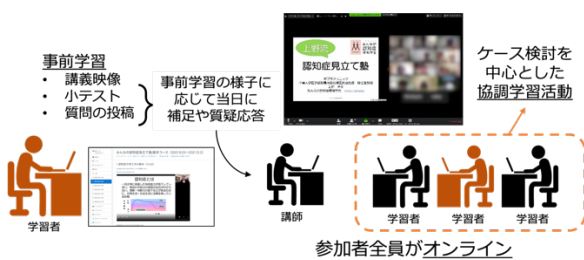 事前学習
• 講義映像
• 小テスト
• 質問の投稿
事前学習の様子に
応じて当日に
補足や質疑応答
上野流
認知症見立て塾
ケース検討を
中心とした
協調学習活動
学習者
講師
学習者
学習者
学習者
参加者全員がオンライン